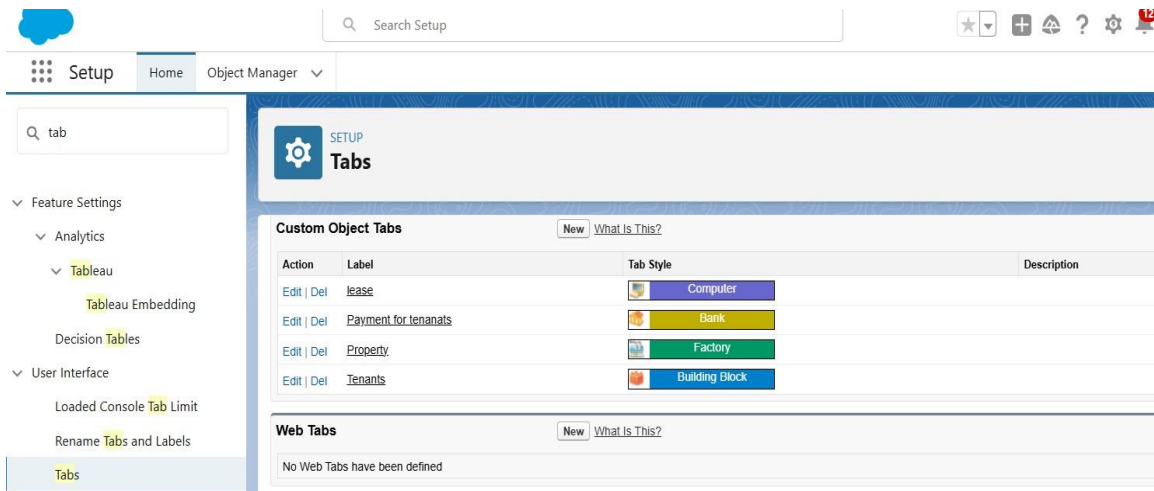 Search Setup
12
Setup Home Object Manager
tab
SETUP
Tabs
Feature Settings
Analytics
Tableau
Tableau Embedding
Decision Tables
User Interface
Loaded Console Tab Limit
Rename Tabs and Labels
Tabs
Custom Object Tabs New What Is This?
Action Label Tab Style Description
Edit | Del lease Computer
Edit | Del Payment for tenanats Bank
Edit | Del Property Factory
Edit | Del Tenants Building Block
Web Tabs New What Is This?
No Web Tabs have been defined